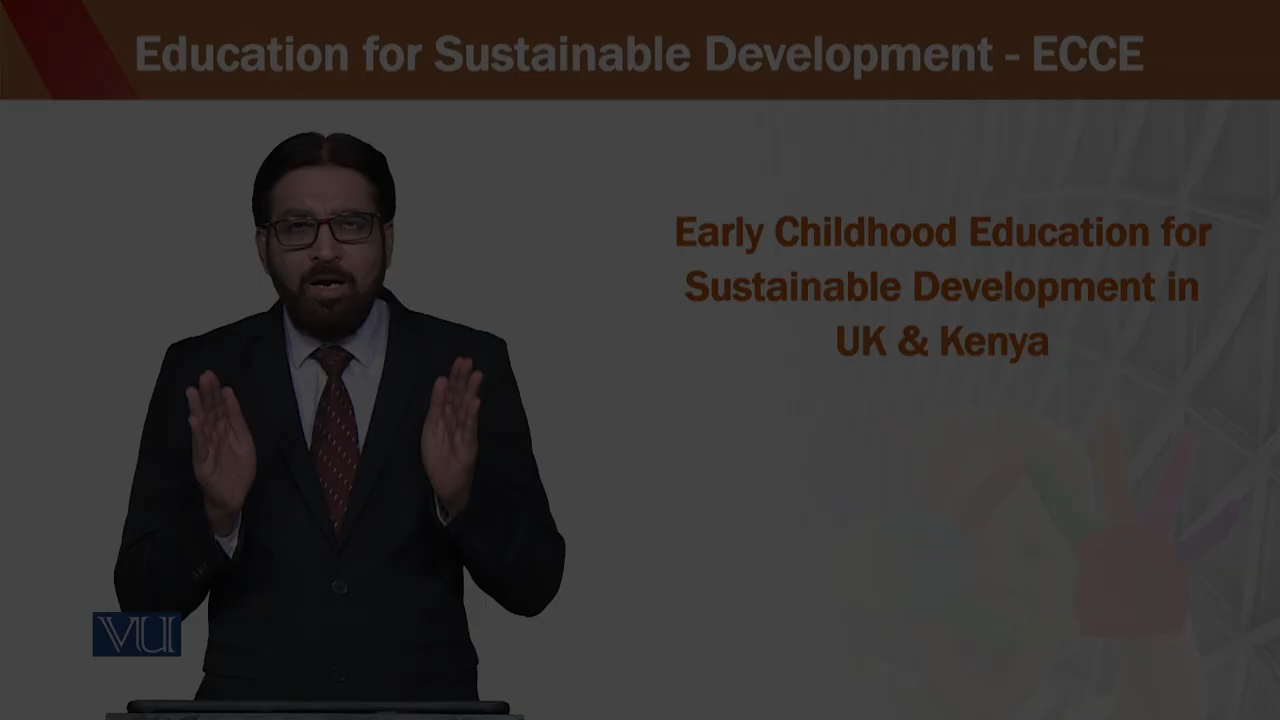 Education for Sustainable Development - ECCE
Early Childhood Education for
Sustainable Development in
UK & Kenya
VU